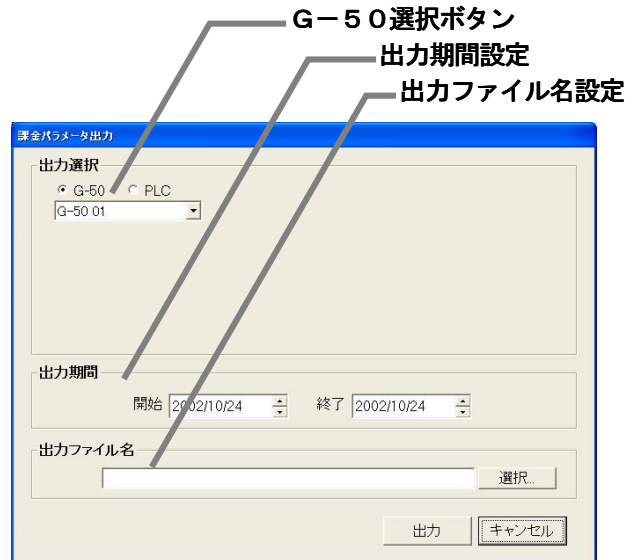 G－５０選択ボタン
出力期間設定
出力ファイル名設定
課金パラメータ出力
出力選択
G-50 PLC
G-50 01
出力期間
開始 2002/10/24 終了 2002/10/24
出力ファイル名
選択...
出力 キャンセル